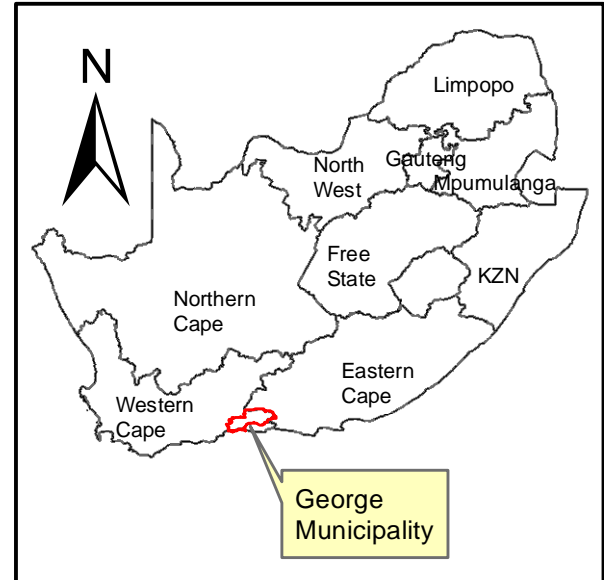 N
Limpopo
Gauteng
North
West
Mpumulanga
Free
State
KZN
Northern
Cape
Eastern
Cape
Western
Cape
George
Municipality